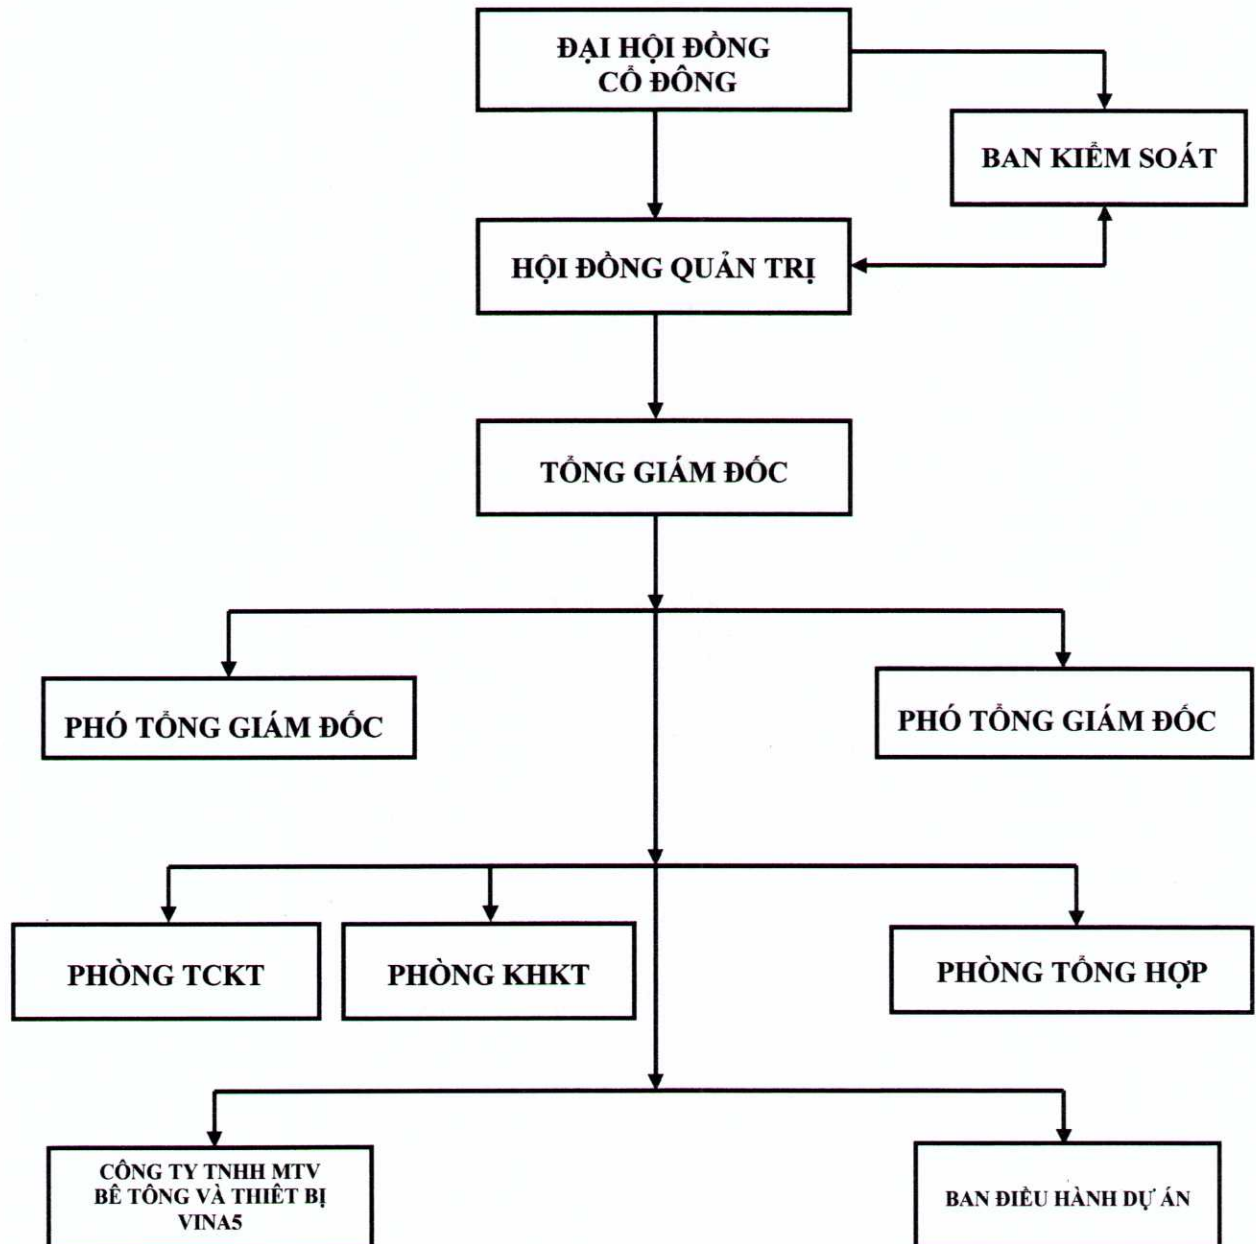 ĐẠI HỘI ĐỒNG
CỔ ĐÔNG
BAN KIỂM SOÁT
HỘI ĐỒNG QUẢN TRỊ
TỔNG GIÁM ĐỐC
PHÓ TỔNG GIÁM ĐỐC
PHÓ TỔNG GIÁM ĐỐC
PHÒNG TCKT
PHÒNG KHKT
PHÒNG TỔNG HỢP
CÔNG TY TNHH MTV
BÊ TÔNG VÀ THIẾT BỊ
VINA5
BAN ĐIỀU HÀNH DỰ ÁN